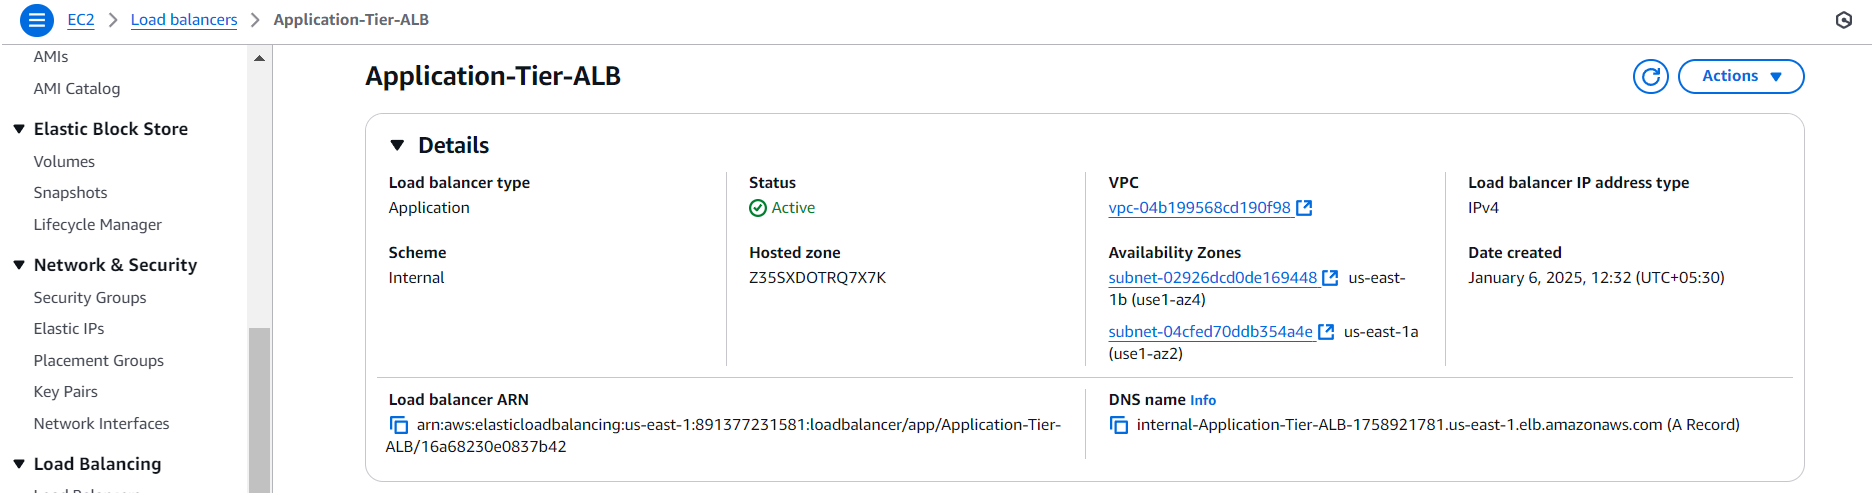 EC2 > Load balancers > Application-Tier-ALB
AMIs
AMI Catalog
Elastic Block Store
Volumes
Snapshots
Lifecycle Manager
Network & Security
Security Groups
Elastic IPs
Placement Groups
Key Pairs
Network Interfaces
Load Balancing
Load Balancers
Application-Tier-ALB
Actions
Details
Load balancer type
Application
Status
Active
VPC
vpc-04b199568cd190f98
Load balancer IP address type
IPv4
Scheme
Internal
Hosted zone
Z35SXDOTRQ7X7K
Availability Zones
subnet-02926dcd0de169448 us-east-
1b (use1-az4)
subnet-04cfed70ddb354a4e us-east-1a
(use1-az2)
Date created
January 6, 2025, 12:32 (UTC+05:30)
Load balancer ARN
arn:aws:elasticloadbalancing:us-east-1:891377231581:loadbalancer/app/Application-Tier-
ALB/16a68230e0837b42
DNS name Info
internal-Application-Tier-ALB-1758921781.us-east-1.elb.amazonaws.com (A Record)